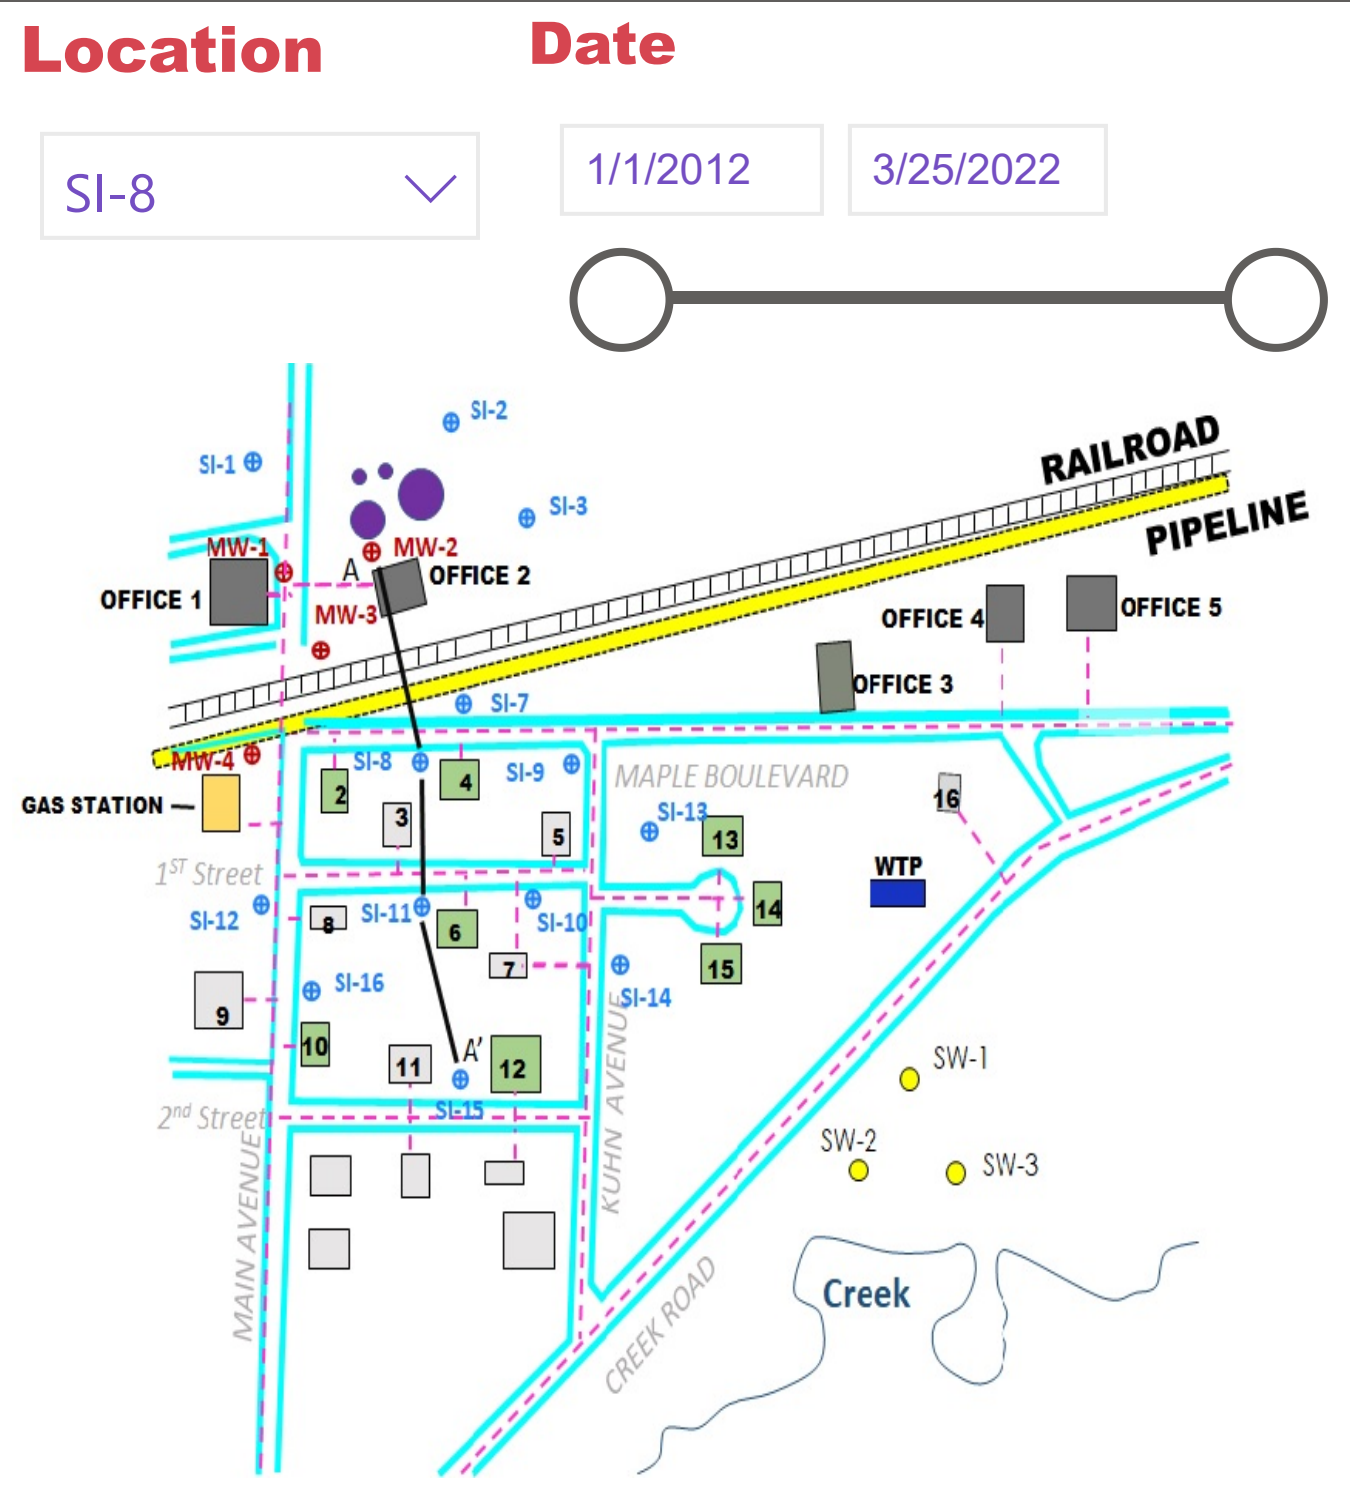 Location
Date
SI-8
1/1/2012
3/25/2022
SI-2
SI-1
SI-3
RAILROAD
PIPELINE
MW-1
MW-2
A
OFFICE 2
OFFICE 1
MW-3
OFFICE 4
OFFICE 5
OFFICE 3
SI-7
MW-4
SI-8
SI-9
MAPLE BOULEVARD
GAS STATION
2
4
3
5
SI-13
13
16
1ST Street
WTP
SI-12
8
SI-11
6
SI-10
14
7
15
SI-16
SI-14
9
10
11
A'
12
SI-15
2nd Street
KUHN AVENUE
MAIN AVENUE
SW-1
SW-2
SW-3
CREEK ROAD
Creek